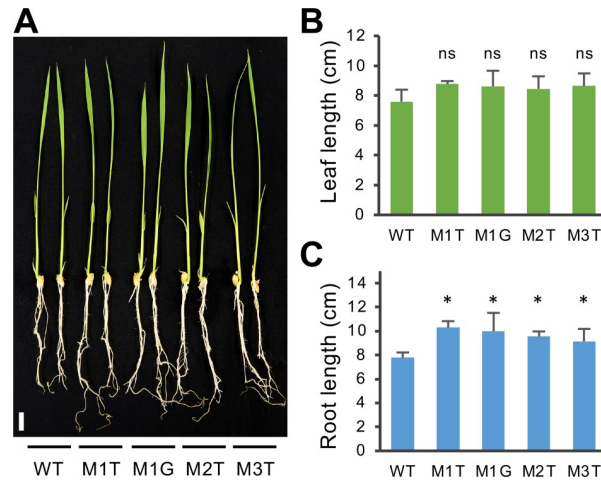 A
WT M1T M1G M2T M3T
B
Leaf length (cm)
12
10
8
6
4
2
0
ns ns ns ns
WT M1T M1G M2T M3T
C
Root length (cm)
14
12
10
8
6
4
2
0
* * * *
WT M1T M1G M2T M3T